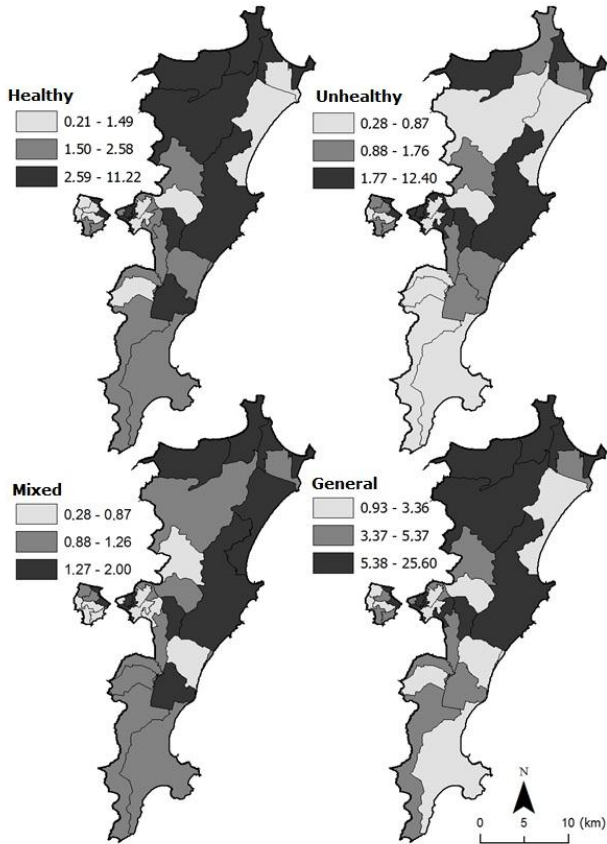 Healthy
0.21 - 1.49
1.50 - 2.58
2.59 - 11.22
Unhealthy
0.28 - 0.87
0.88 - 1.76
1.77 - 12.40
Mixed
0.28 - 0.87
0.88 - 1.26
1.27 - 2.00
General
0.93 - 3.36
3.37 - 5.37
5.38 - 25.60
N
0 5 10 (km)